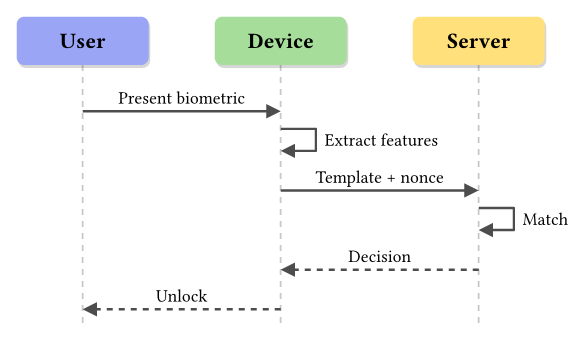 User
Device
Server
Present biometric
Extract features
Template + nonce
Match
Decision
Unlock